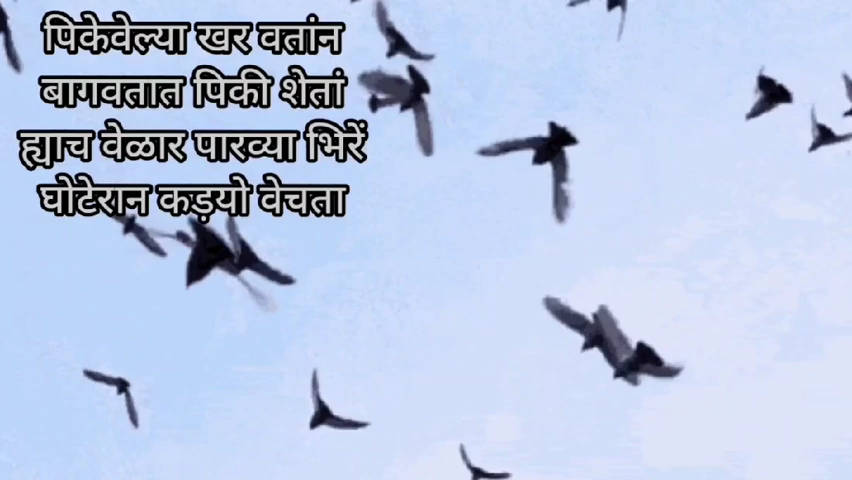 पिकेवेल्या खर वतांन
बागवतात पिकी शेतां
ह्याच वेळार पारव्या भिरें
घोटेरान कड़यो वेचता